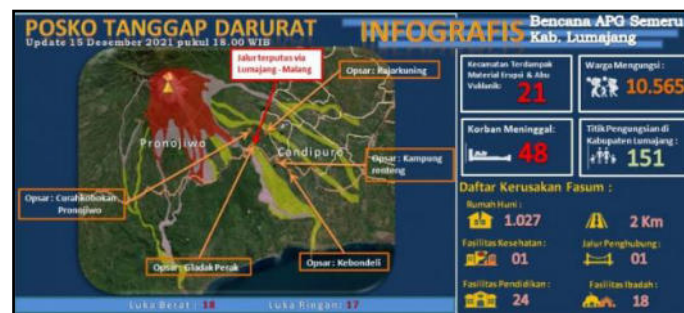 POSKO TANGGAP DARURAT
Update 15 Desember 2021 pukul 18.00 WIB
INFOGRAFIS
Bencana APG Semeru
Kab. Lumajang
Jalur terputus via
Lumajang - Malang
Opsar : Rajarkuning
Pronojiwo
Candipuro
Opsar : Kampung
renteng
Opsar : Curahkobokan
Pronojiwo
Opsar : Gladak Perak
Opsar : Kebondeli
Luka Berat : 18
Luka Ringan : 17
Kecamatan Terdampak
Material Erupsi & Abu
Vulklanik:
21
Warga Mengungsi :
10.565
Korban Meninggal:
48
Titik Pengungsian di
Kabupaten Lumajang :
151
Daftar Kerusakan Fasum :
Rumah Huni :
1.027
2 Km
Fasilitas Kesehatan :
01
Jalur Penghubung :
01
Fasilitas Pendidikan :
24
Fasilitas Ibadah :
18